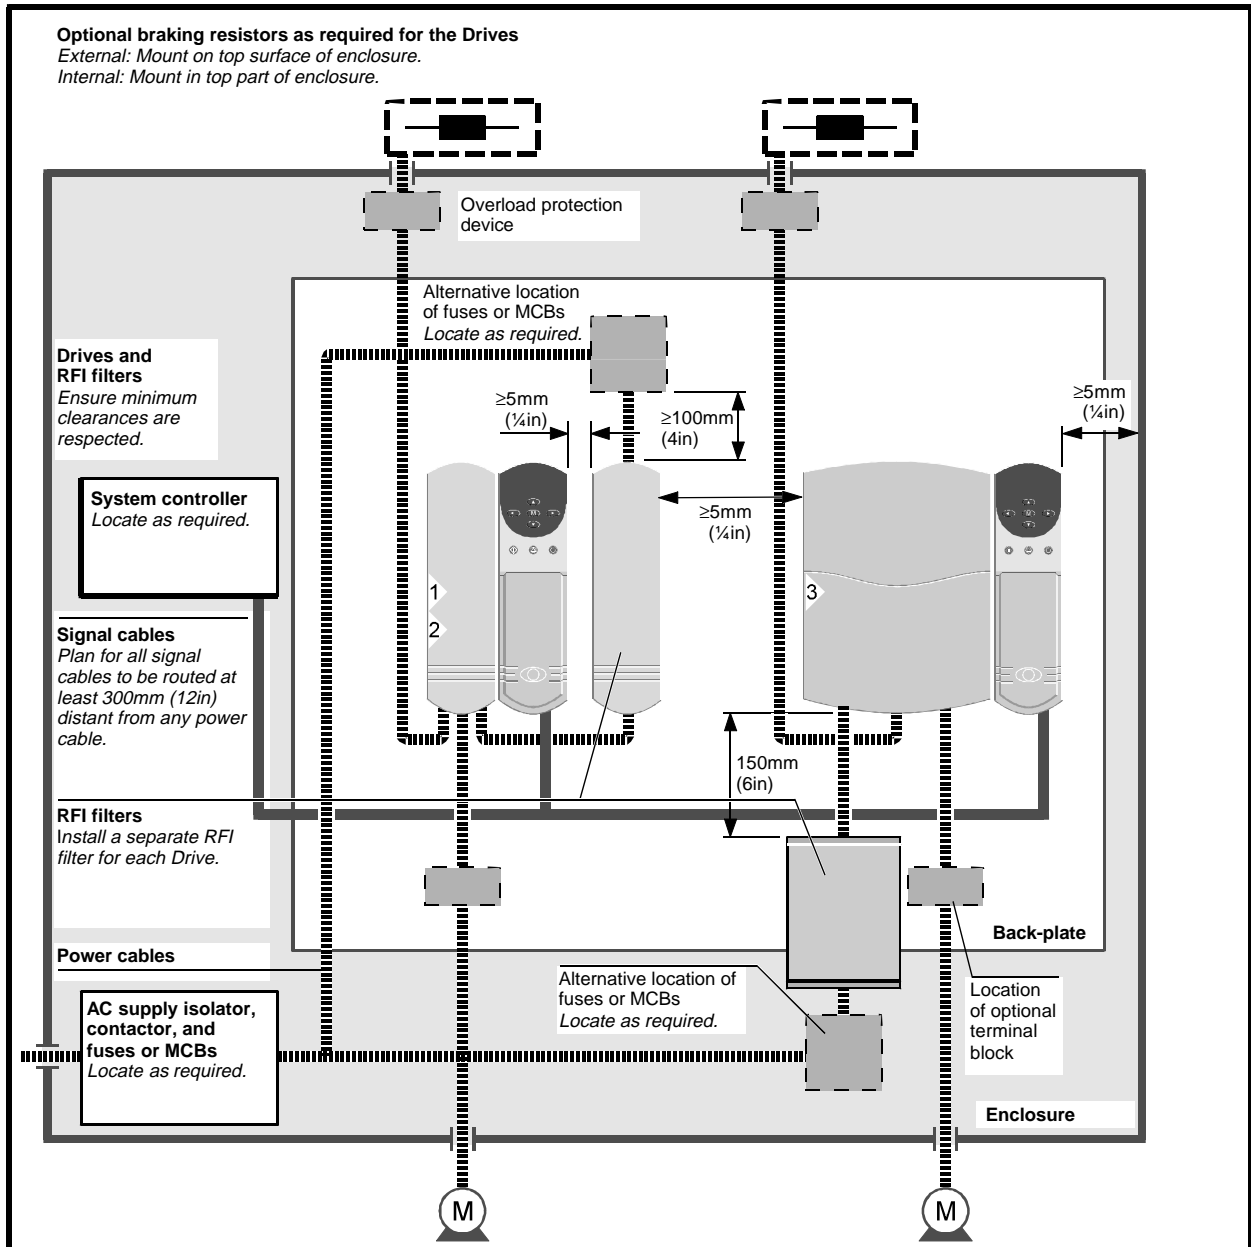 Optional braking resistors as required for the Drives
External: Mount on top surface of enclosure.
Internal: Mount in top part of enclosure.
Overload protection
device
Alternative location
of fuses or MCBs
Locate as required.
Drives and
RFI filters
Ensure minimum
clearances are
respected.
≥5mm
(¼in)
≥100mm
(4in)
≥5mm
(¼in)
≥5mm
(¼in)
System controller
Locate as required.
1
2
3
Signal cables
Plan for all signal
cables to be routed at
least 300mm (12in)
distant from any power
cable.
150mm
(6in)
RFI filters
Install a separate RFI
filter for each Drive.
Back-plate
Power cables
Alternative location of
fuses or MCBs
Locate as required.
Location
of optional
terminal
block
AC supply isolator,
contactor, and
fuses or MCBs
Locate as required.
Enclosure
M
M